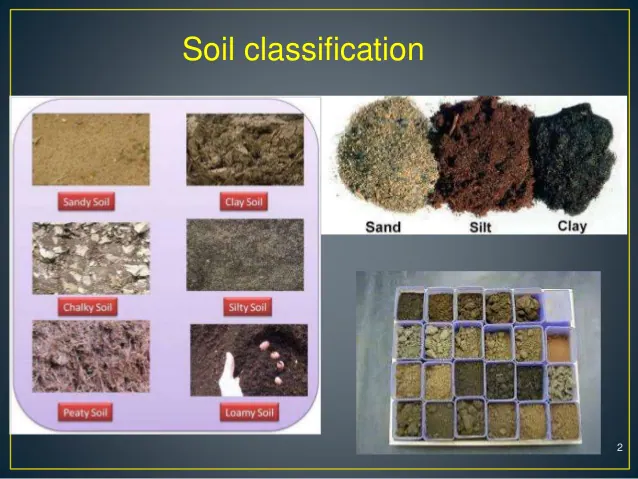 Soil classification
Sandy Soil
Clay Soil
Chalky Soil
Silty Soil
Peaty Soil
Loamy Soil
Sand
Silt
Clay
2